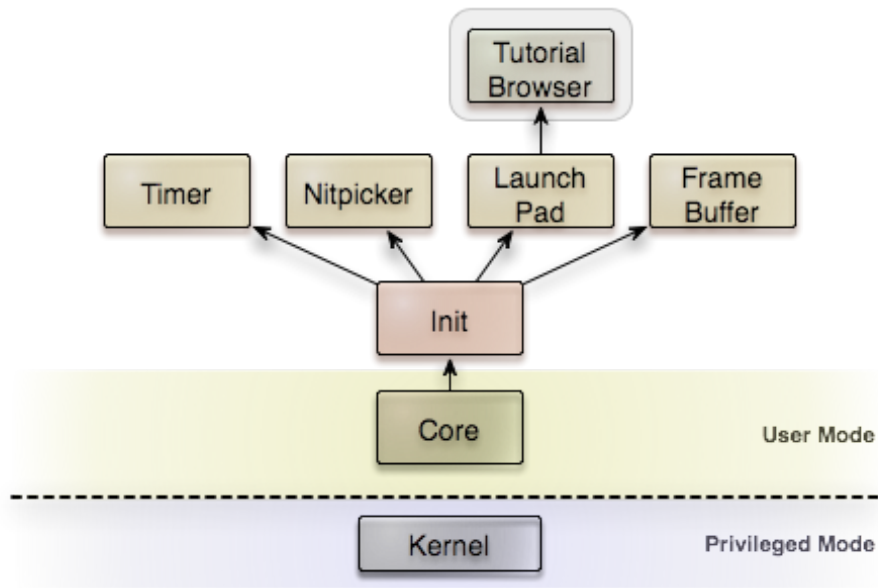 Tutorial
Browser
Timer
Nitpicker
Launch
Pad
Frame
Buffer
Init
Core
User Mode
Kernel
Privileged Mode